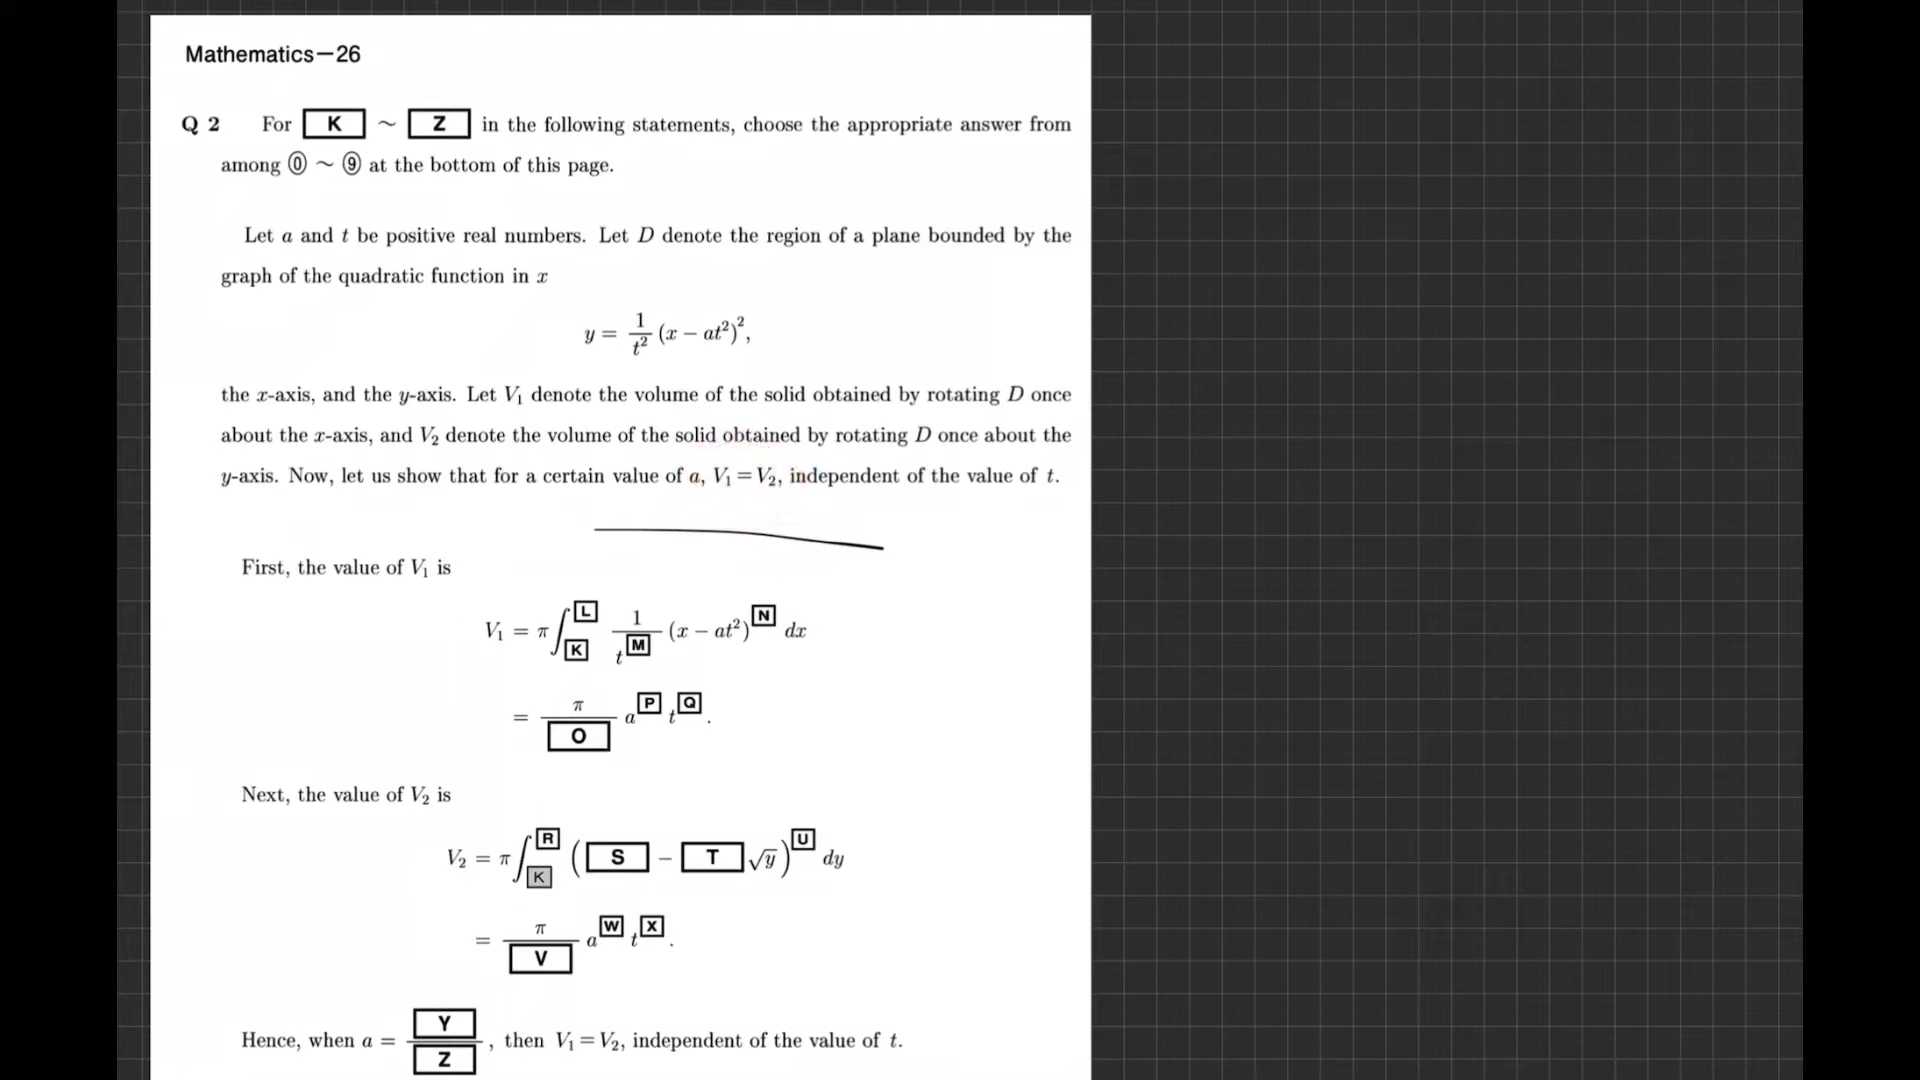 Mathematics－26
Q 2 For K ～ Z in the following statements, choose the appropriate answer from
among ⓪ ～ ⑨ at the bottom of this page.
Let a and t be positive real numbers. Let D denote the region of a plane bounded by the
graph of the quadratic function in x
y = 1/t² (x − at²)²,
the x-axis, and the y-axis. Let V₁ denote the volume of the solid obtained by rotating D once
about the x-axis, and V₂ denote the volume of the solid obtained by rotating D once about the
y-axis. Now, let us show that for a certain value of a, V₁ = V₂, independent of the value of t.
First, the value of V₁ is
V₁ = π ∫_K^L 1/t^M (x − at²)^N dx
= π/O a^P t^Q.
Next, the value of V₂ is
V₂ = π ∫_K^R (S − T√y)^U dy
= π/V a^W t^X.
Hence, when a = Y/Z, then V₁ = V₂, independent of the value of t.